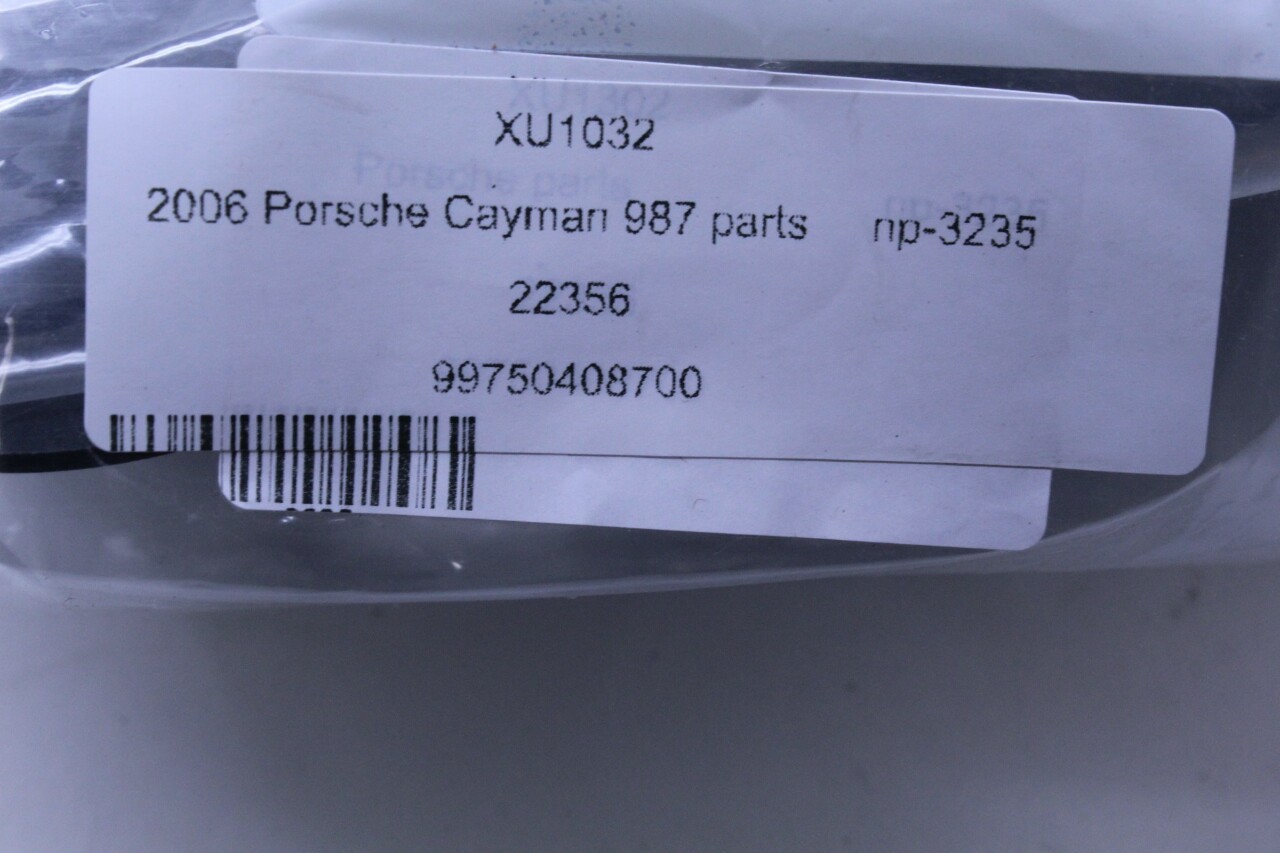 XU1032
2006 Porsche Cayman 987 parts np-3235
22356
99750408700